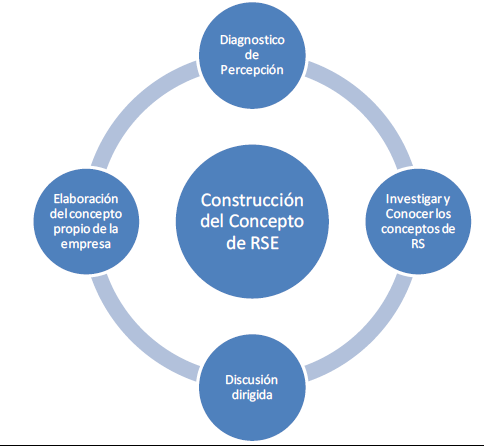 Diagnostico
de
Percepción
Elaboración
del concepto
propio de la
empresa
Construcción
del Concepto
de RSE
Investigar y
Conocer los
conceptos de
RS
Discusión
dirigida